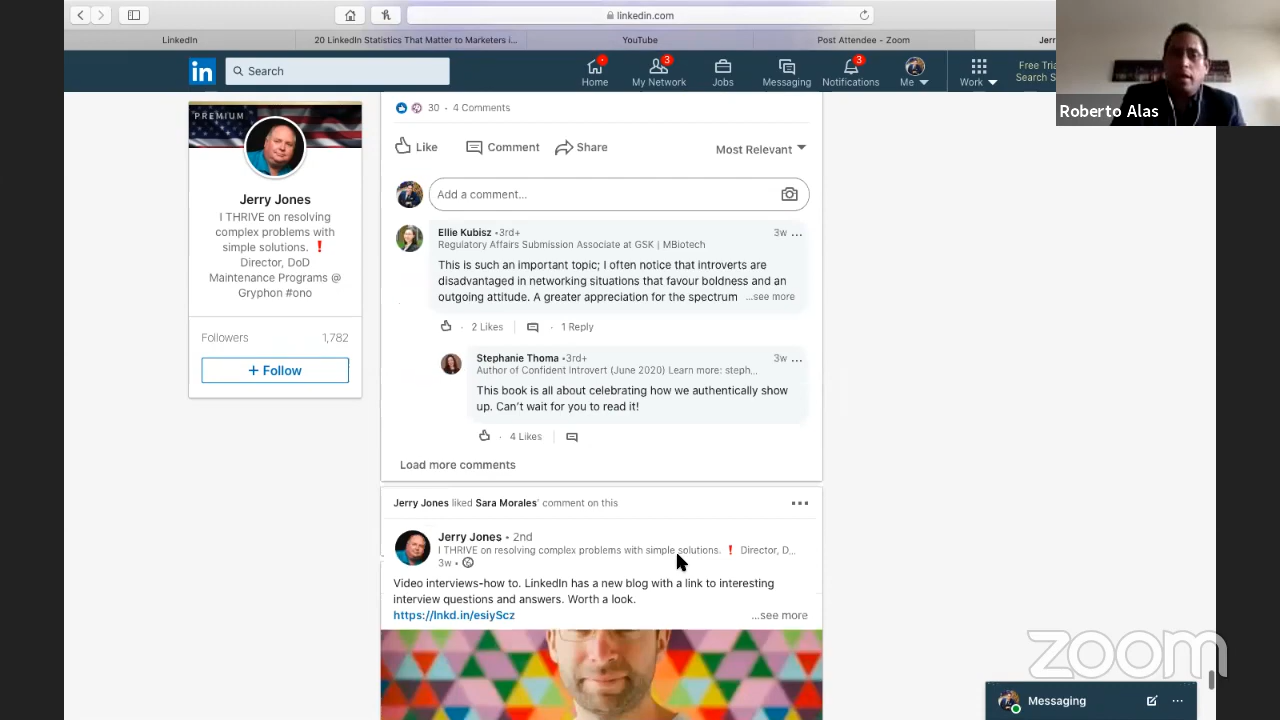 linkedin.com
LinkedIn
20 LinkedIn Statistics That Matter to Marketers i...
YouTube
Post Attendee - Zoom
Jerr
in
Search
Home
3
My Network
Jobs
Messaging
3
Notifications
Me
Work
Free Tria
Search S
Roberto Alas
PREMIUM
Jerry Jones
I THRIVE on resolving
complex problems with
simple solutions. ❗
Director, DoD
Maintenance Programs @
Gryphon #ono
Followers 1,782
+ Follow
30 · 4 Comments
Like Comment Share Most Relevant
Add a comment...
Ellie Kubisz • 3rd+ 3w ...
Regulatory Affairs Submission Associate at GSK | MBiotech
This is such an important topic; I often notice that introverts are
disadvantaged in networking situations that favour boldness and an
outgoing attitude. A greater appreciation for the spectrum ...see more
· 2 Likes | · 1 Reply
Stephanie Thoma • 3rd+ 3w ...
Author of Confident Introvert (June 2020) Learn more: steph...
This book is all about celebrating how we authentically show
up. Can't wait for you to read it!
· 4 Likes |
Load more comments
Jerry Jones liked Sara Morales' comment on this ...
Jerry Jones • 2nd
I THRIVE on resolving complex problems with simple solutions. ❗ Director, D...
3w •
Video interviews-how to. LinkedIn has a new blog with a link to interesting
interview questions and answers. Worth a look.
https://lnkd.in/esiyScz ...see more
zoom
Messaging ...